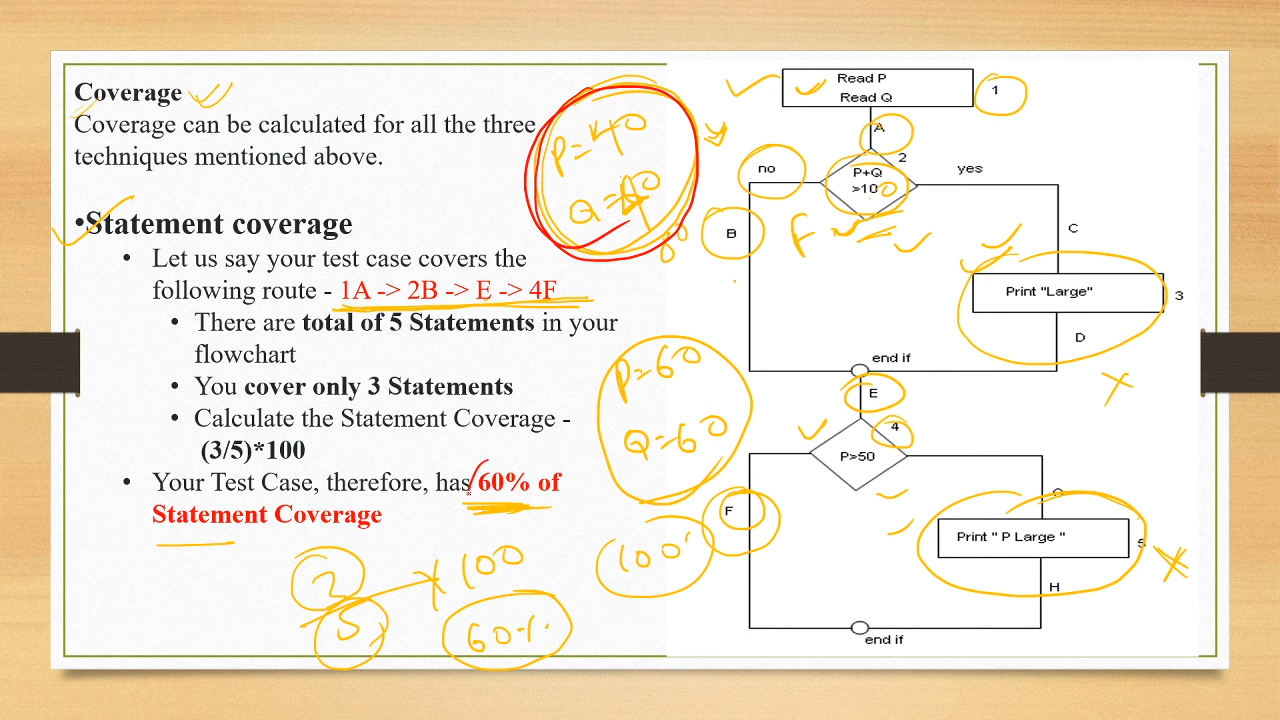 Coverage
Coverage can be calculated for all the three
techniques mentioned above.
•Statement coverage
• Let us say your test case covers the
following route - 1A -> 2B -> E -> 4F
• There are total of 5 Statements in your
flowchart
• You cover only 3 Statements
• Calculate the Statement Coverage -
(3/5)*100
• Your Test Case, therefore, has 60% of
Statement Coverage
3
5
× 100
60%
P=40
Q=40
80
P=60
Q=60
100
Read P
Read Q
1
A
2
no
P+Q
>100
yes
B
F
C
Print "Large"
3
D
end if
E
4
P>50
F
Print " P Large "
5
H
end if